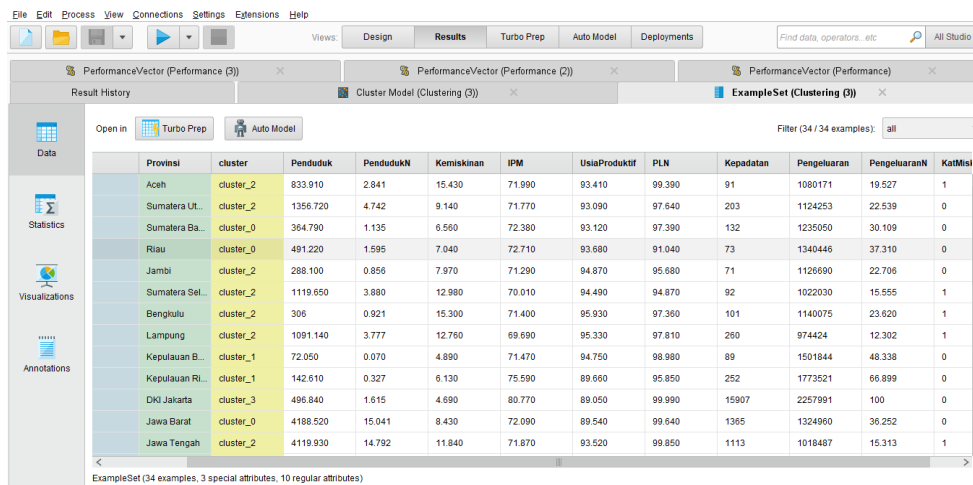 File Edit Process View Connections Settings Extensions Help
Views: Design Results Turbo Prep Auto Model Deployments Find data, operators...etc All Studio
PerformanceVector (Performance (3)) PerformanceVector (Performance (2)) PerformanceVector (Performance)
Result History Cluster Model (Clustering (3)) ExampleSet (Clustering (3))
Data
Statistics
Visualizations
Annotations
Open in Turbo Prep Auto Model Filter (34 / 34 examples): all
Provinsi cluster Penduduk PendudukN Kemiskinan IPM UsiaProduktif PLN Kepadatan Pengeluaran PengeluaranN KatMisk
Aceh cluster_2 833.910 2.841 15.430 71.990 93.410 99.390 91 1080171 19.527 1
Sumatera Ut... cluster_2 1356.720 4.742 9.140 71.770 93.090 97.640 203 1124253 22.539 0
Sumatera Ba... cluster_0 364.790 1.135 6.560 72.380 93.120 97.390 132 1235050 30.109 0
Riau cluster_0 491.220 1.595 7.040 72.710 93.680 91.040 73 1340446 37.310 0
Jambi cluster_2 288.100 0.856 7.970 71.290 94.870 95.680 71 1126690 22.706 0
Sumatera Sel... cluster_2 1119.650 3.880 12.980 70.010 94.490 94.870 92 1022030 15.555 1
Bengkulu cluster_2 306 0.921 15.300 71.400 95.930 97.360 101 1140075 23.620 1
Lampung cluster_2 1091.140 3.777 12.760 69.690 95.330 97.810 260 974424 12.302 1
Kepulauan B... cluster_1 72.050 0.070 4.890 71.470 94.750 98.980 89 1501844 48.338 0
Kepulauan Ri... cluster_1 142.610 0.327 6.130 75.590 89.660 95.850 252 1773521 66.899 0
DKI Jakarta cluster_3 496.840 1.615 4.690 80.770 89.050 99.990 15907 2257991 100 0
Jawa Barat cluster_0 4188.520 15.041 8.430 72.090 89.540 99.640 1365 1324960 36.252 0
Jawa Tengah cluster_2 4119.930 14.792 11.840 71.870 93.520 99.850 1113 1018487 15.313 1
ExampleSet (34 examples, 3 special attributes, 10 regular attributes)